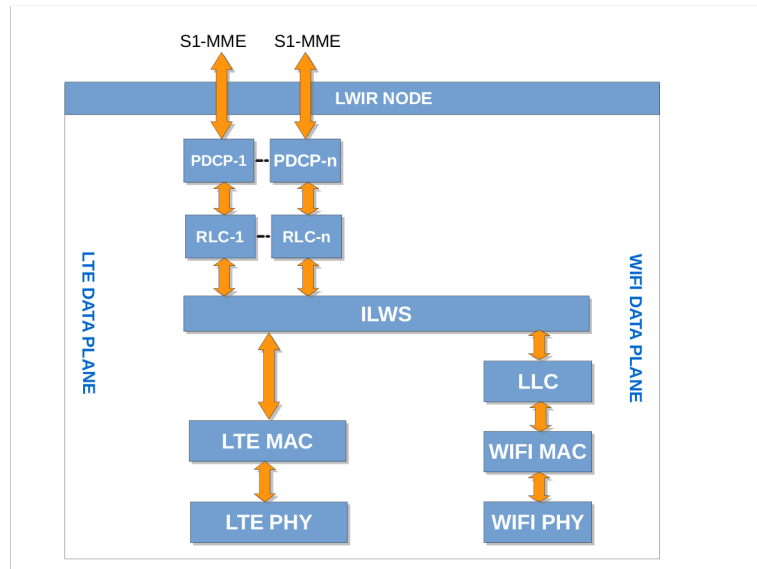 S1-MME S1-MME
LWIR NODE
PDCP-1 PDCP-n
RLC-1 RLC-n
LTE DATA PLANE
WIFI DATA PLANE
ILWS
LLC
LTE MAC
WIFI MAC
LTE PHY
WIFI PHY